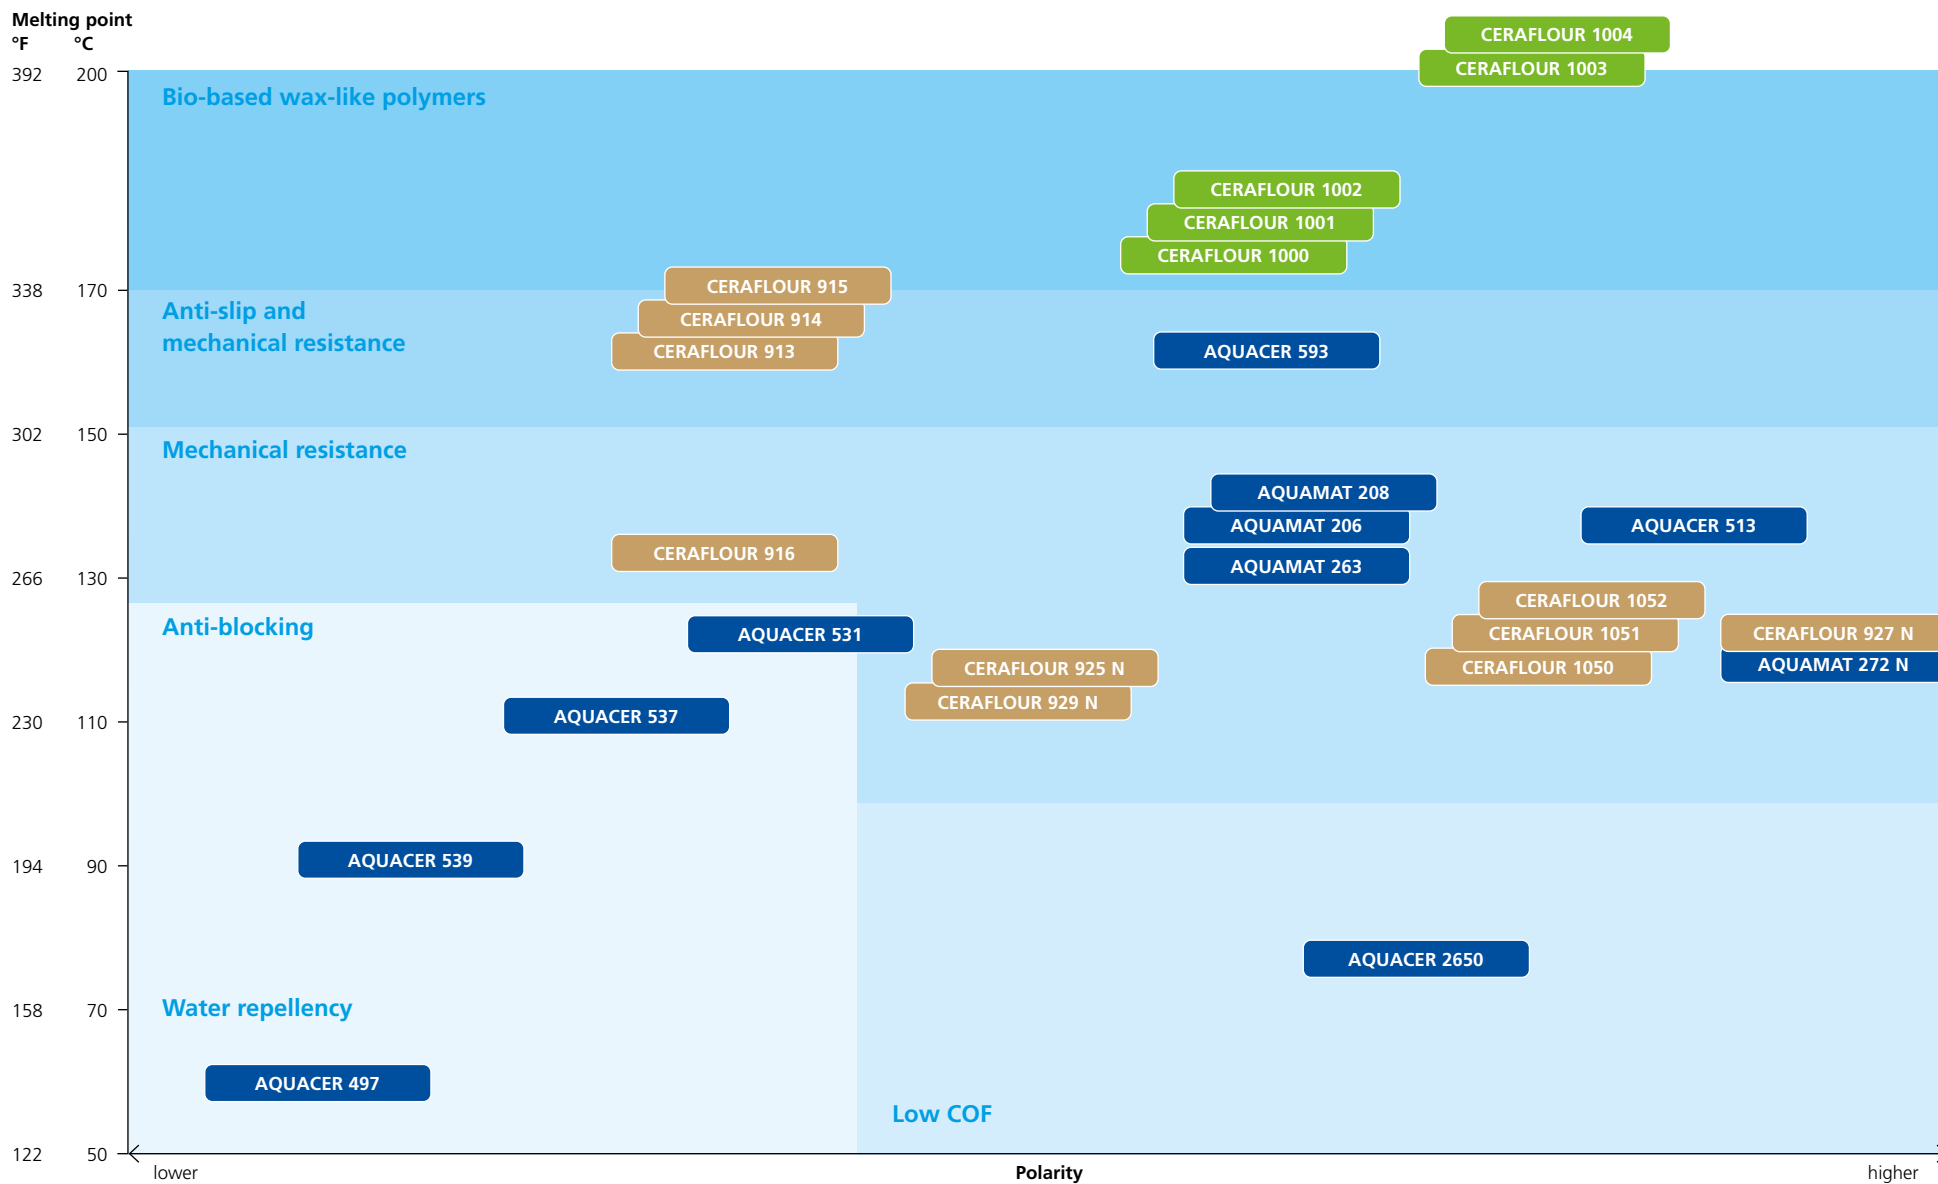 Melting point
°F °C
CERAFLOUR 1004
CERAFLOUR 1003
392 200
Bio-based wax-like polymers
CERAFLOUR 1002
CERAFLOUR 1001
CERAFLOUR 1000
338 170
CERAFLOUR 915
Anti-slip and
mechanical resistance
CERAFLOUR 914
CERAFLOUR 913
AQUACER 593
302 150
Mechanical resistance
AQUAMAT 208
AQUAMAT 206
AQUACER 513
CERAFLOUR 916
AQUAMAT 263
266 130
CERAFLOUR 1052
Anti-blocking
AQUACER 531
CERAFLOUR 1051
CERAFLOUR 927 N
CERAFLOUR 925 N
CERAFLOUR 1050
AQUAMAT 272 N
CERAFLOUR 929 N
AQUACER 537
230 110
AQUACER 539
194 90
AQUACER 2650
Water repellency
158 70
AQUACER 497
Low COF
122 50
lower Polarity higher